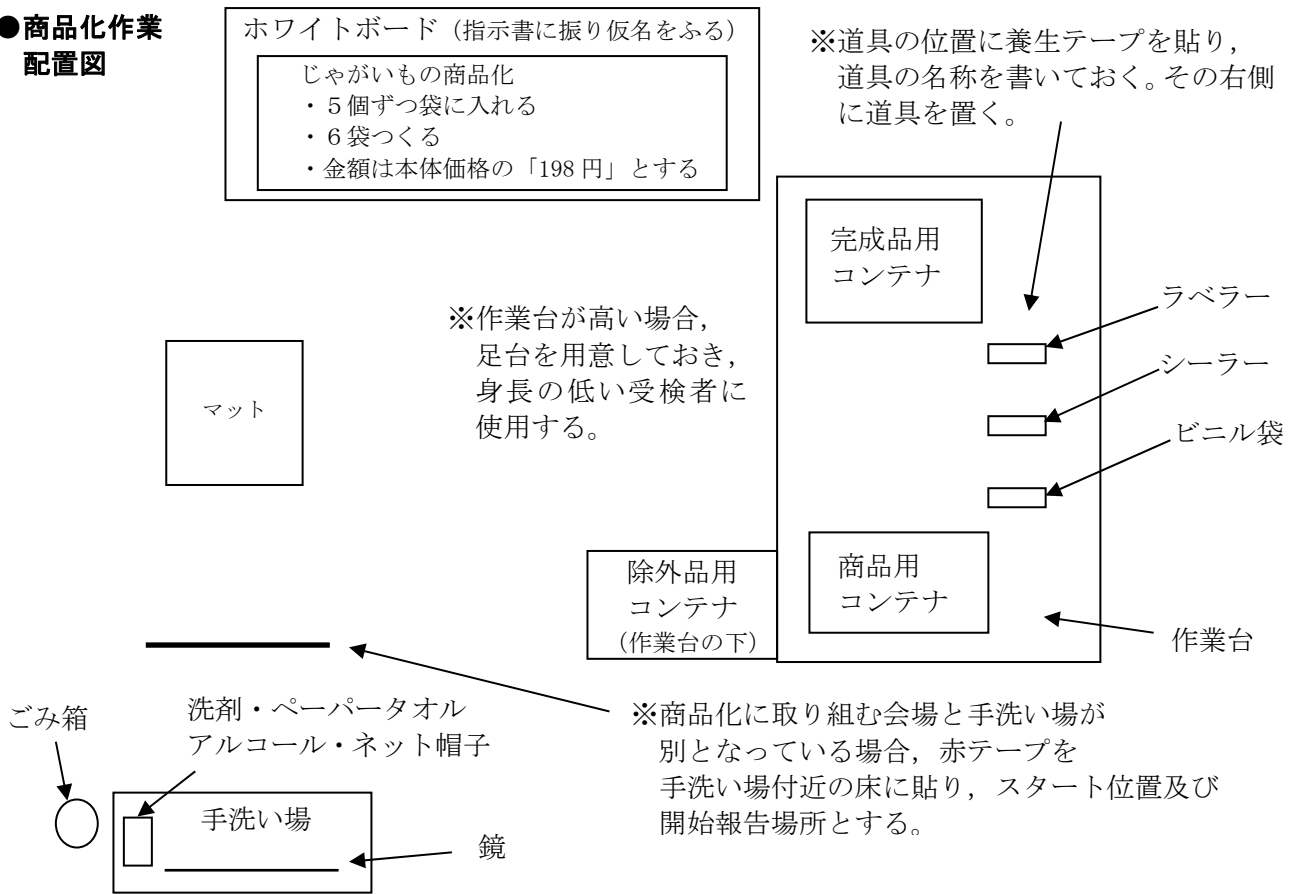 ●商品化作業
配置図
ホワイトボード（指示書に振り仮名をふる）
じゃがいもの商品化
・５個ずつ袋に入れる
・６袋つくる
・金額は本体価格の「198 円」とする
※道具の位置に養生テープを貼り，
道具の名称を書いておく。その右側
に道具を置く。
完成品用
コンテナ
ラベラー
シーラー
ビニル袋
※作業台が高い場合，
足台を用意しておき，
身長の低い受検者に
使用する。
マット
除外品用
コンテナ
（作業台の下）
商品用
コンテナ
作業台
ごみ箱
洗剤・ペーパータオル
アルコール・ネット帽子
※商品化に取り組む会場と手洗い場が
別となっている場合，赤テープを
手洗い場付近の床に貼り，スタート位置及び
開始報告場所とする。
手洗い場
鏡